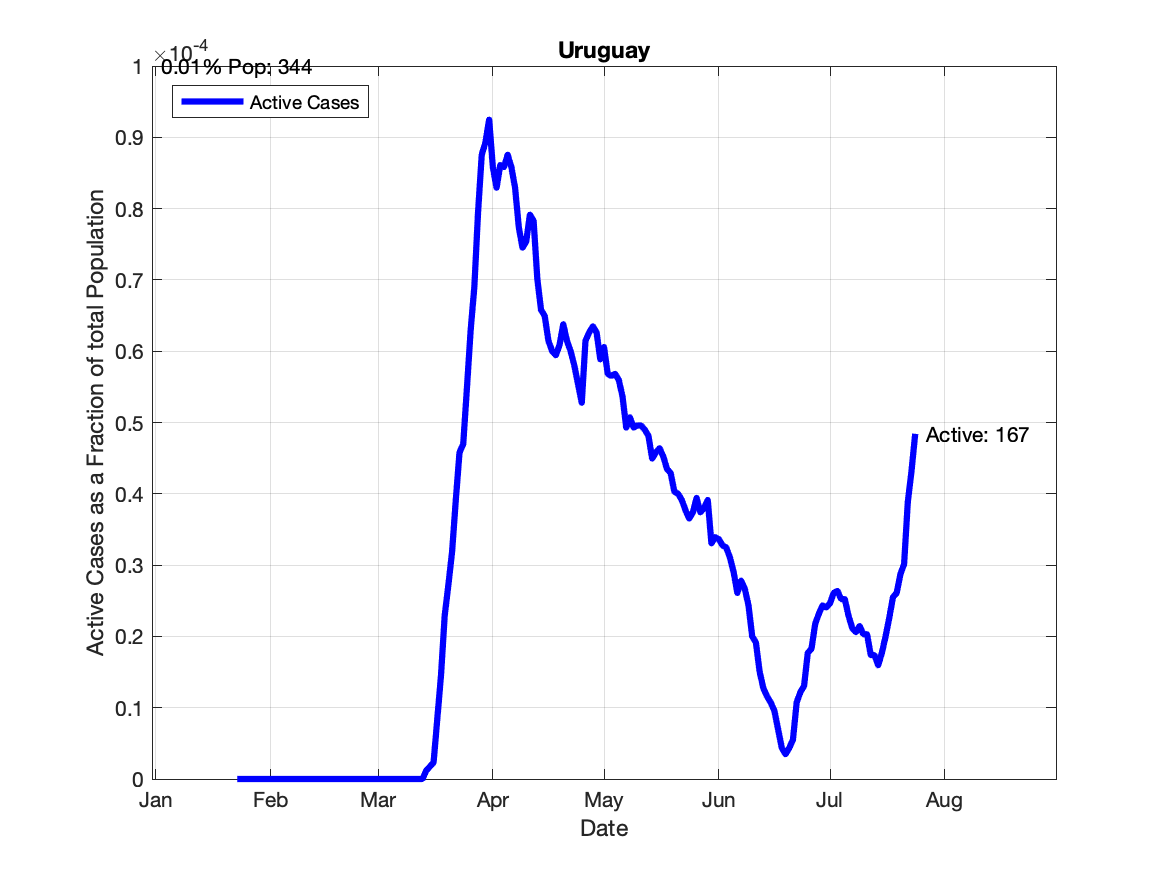 Uruguay
×10-4
0.01% Pop: 344
Active Cases
1
0.9
0.8
0.7
0.6
0.5
0.4
0.3
0.2
0.1
0
Active Cases as a Fraction of total Population
Active: 167
Jan Feb Mar Apr May Jun Jul Aug
Date